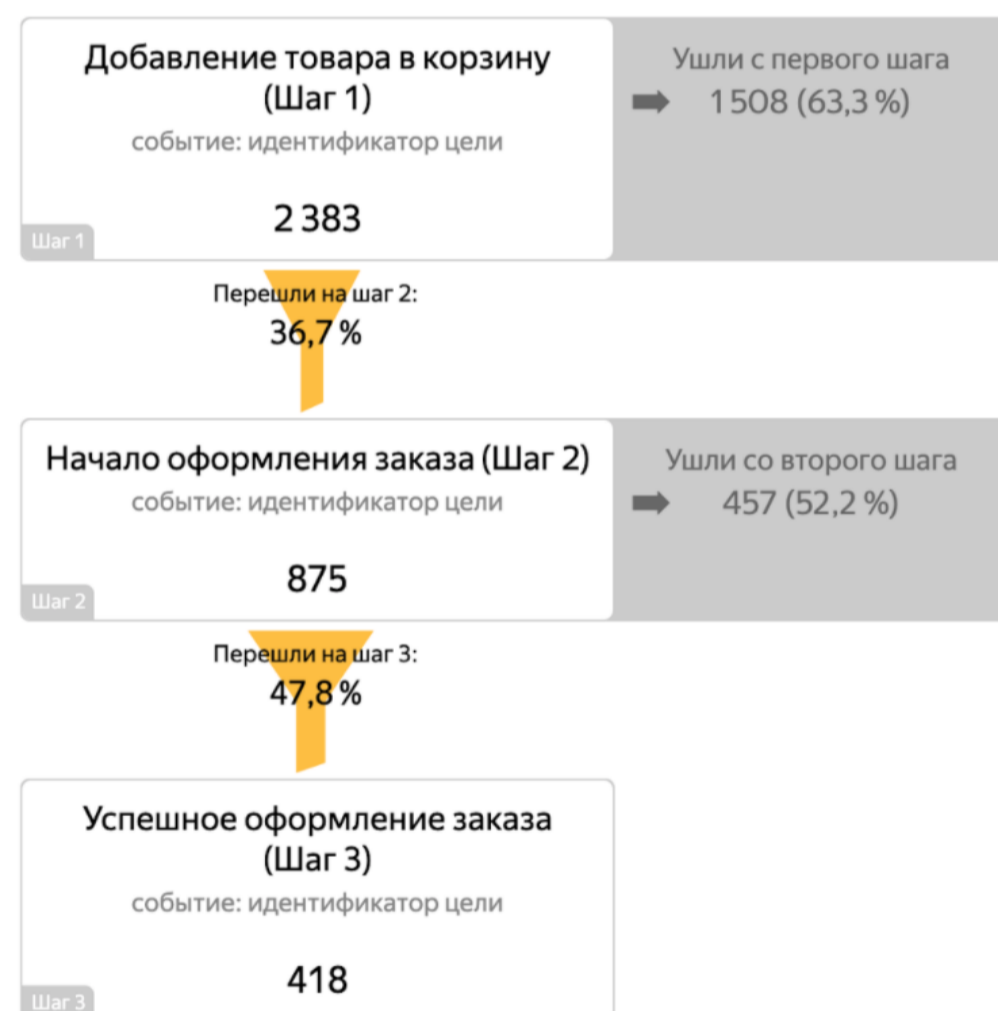 Добавление товара в корзину
(Шаг 1)
событие: идентификатор цели
2 383
Шаг 1
Ушли с первого шага
1 508 (63,3 %)
Перешли на шаг 2:
36,7 %
Начало оформления заказа (Шаг 2)
событие: идентификатор цели
875
Шаг 2
Ушли со второго шага
457 (52,2 %)
Перешли на шаг 3:
47,8 %
Успешное оформление заказа
(Шаг 3)
событие: идентификатор цели
418
Шаг 3